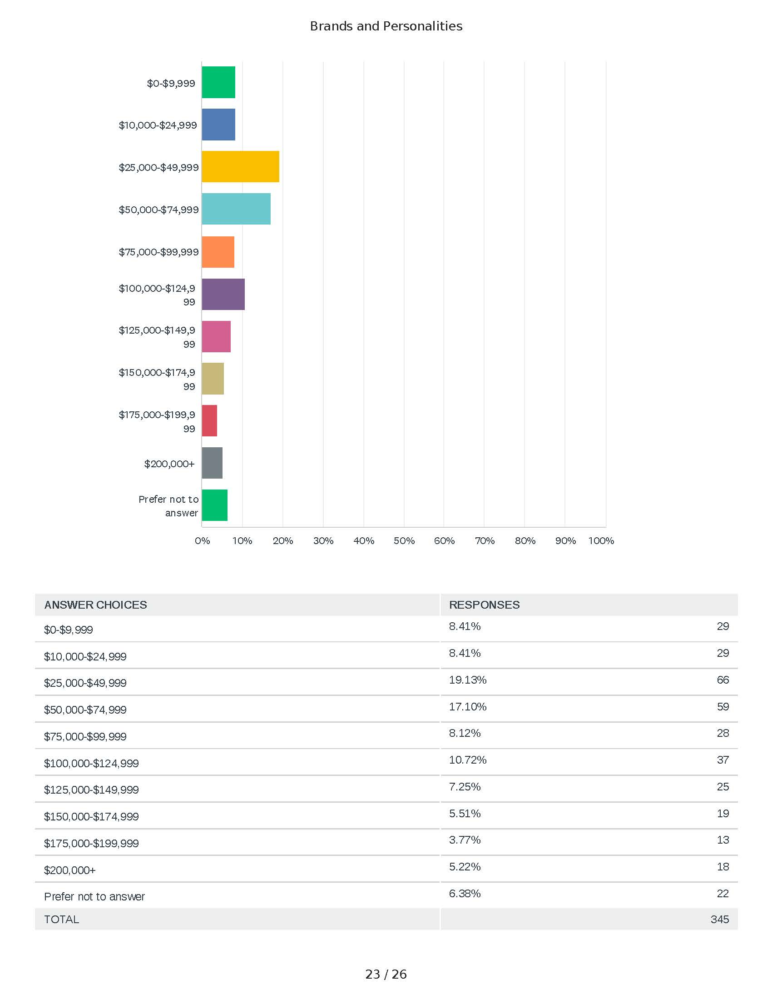 Brands and Personalities
$0-$9,999
$10,000-$24,999
$25,000-$49,999
$50,000-$74,999
$75,000-$99,999
$100,000-$124,9
99
$125,000-$149,9
99
$150,000-$174,9
99
$175,000-$199,9
99
$200,000+
Prefer not to
answer
0% 10% 20% 30% 40% 50% 60% 70% 80% 90% 100%
ANSWER CHOICES RESPONSES
$0-$9,999 8.41% 29
$10,000-$24,999 8.41% 29
$25,000-$49,999 19.13% 66
$50,000-$74,999 17.10% 59
$75,000-$99,999 8.12% 28
$100,000-$124,999 10.72% 37
$125,000-$149,999 7.25% 25
$150,000-$174,999 5.51% 19
$175,000-$199,999 3.77% 13
$200,000+ 5.22% 18
Prefer not to answer 6.38% 22
TOTAL 345
23 / 26